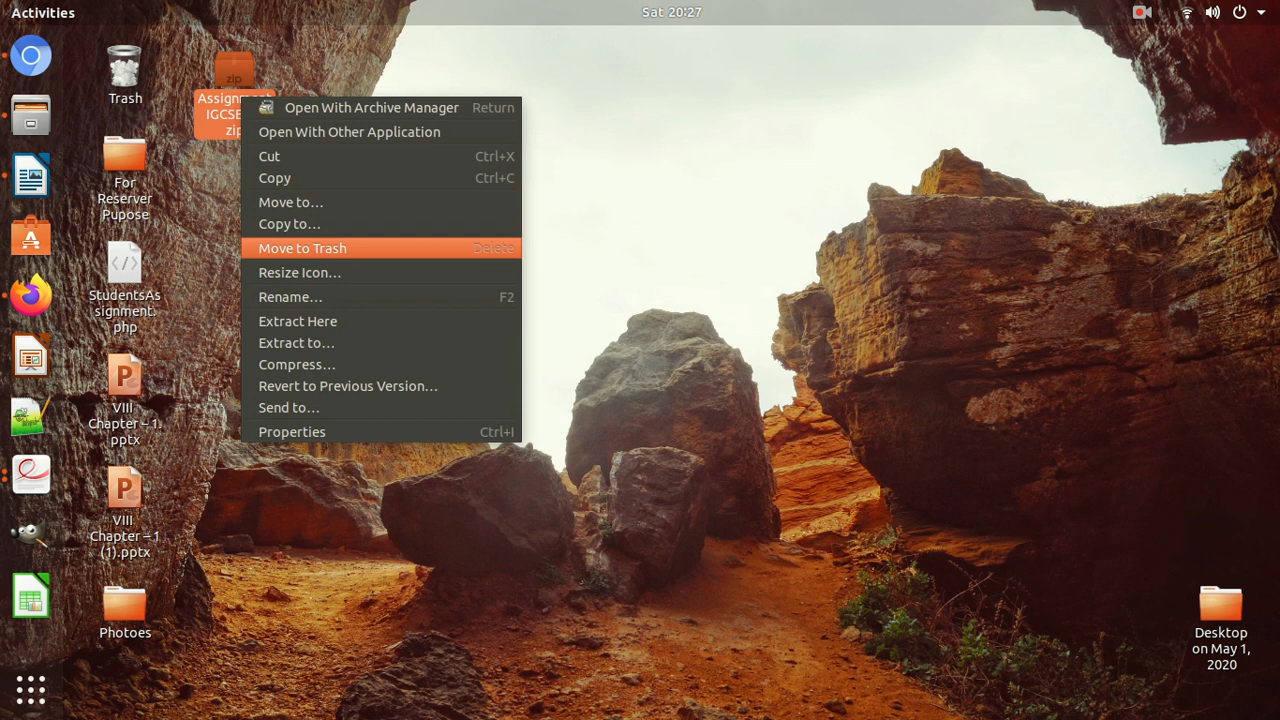 Activities
Sat 20:27
Trash
For
Reserver
Pupose
StudentsAs
signment.
php
VIII
Chapter – 1.
pptx
VIII
Chapter – 1
(1).pptx
Photoes
zip
IGCSE
zip
Open With Archive Manager Return
Open With Other Application
Cut Ctrl+X
Copy Ctrl+C
Move to…
Copy to…
Move to Trash Delete
Resize Icon…
Rename… F2
Extract Here
Extract to…
Compress…
Revert to Previous Version…
Send to…
Properties Ctrl+I
Desktop
on May 1,
2020